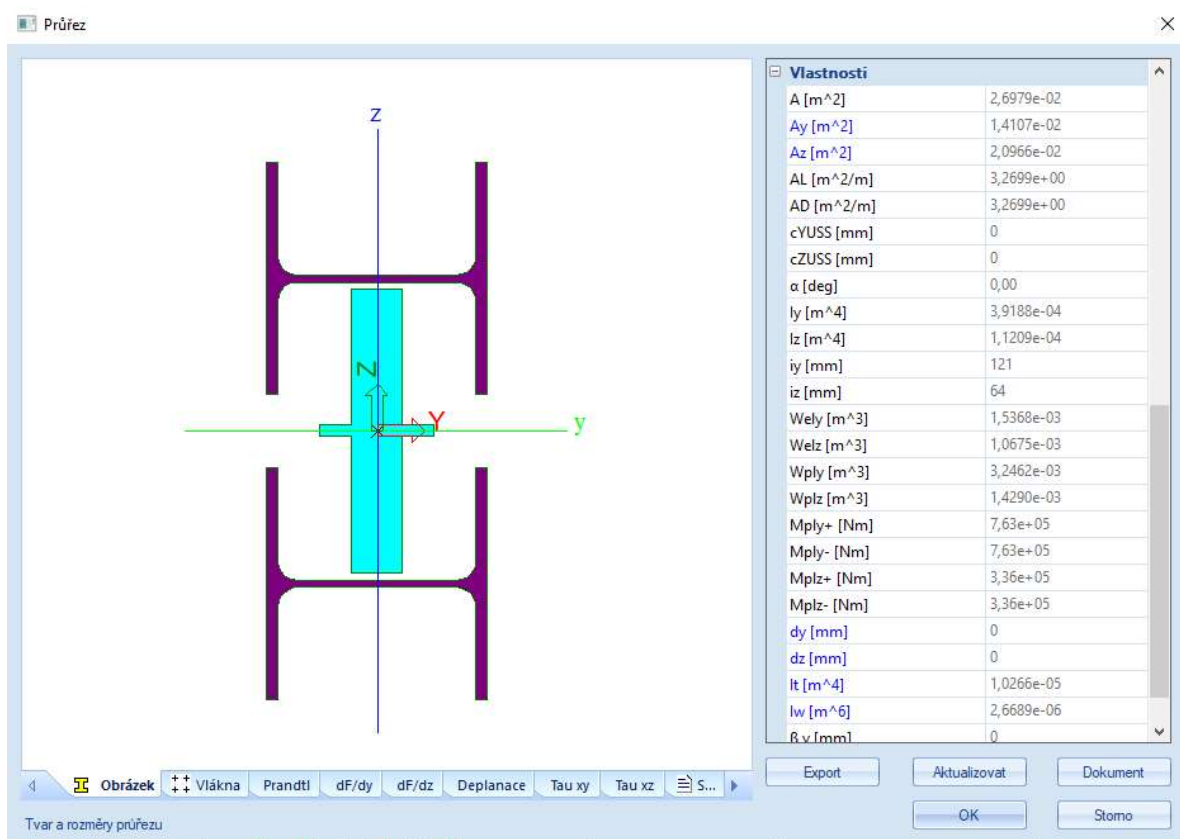 Průřez
z
Z
Y
y
Vlastnosti
A [m^2] 2,6979e-02
Ay [m^2] 1,4107e-02
Az [m^2] 2,0966e-02
AL [m^2/m] 3,2699e+00
AD [m^2/m] 3,2699e+00
cYUSS [mm] 0
cZUSS [mm] 0
α [deg] 0,00
Iy [m^4] 3,9188e-04
Iz [m^4] 1,1209e-04
iy [mm] 121
iz [mm] 64
Wely [m^3] 1,5368e-03
Welz [m^3] 1,0675e-03
Wply [m^3] 3,2462e-03
Wplz [m^3] 1,4290e-03
Mply+ [Nm] 7,63e+05
Mply- [Nm] 7,63e+05
Mplz+ [Nm] 3,36e+05
Mplz- [Nm] 3,36e+05
dy [mm] 0
dz [mm] 0
It [m^4] 1,0266e-05
Iw [m^6] 2,6689e-06
β y [mm] 0
Obrázek Vlákna Prandtl dF/dy dF/dz Deplanace Tau xy Tau xz S...
Export Aktualizovat Dokument
Tvar a rozměry průřezu
OK Storno